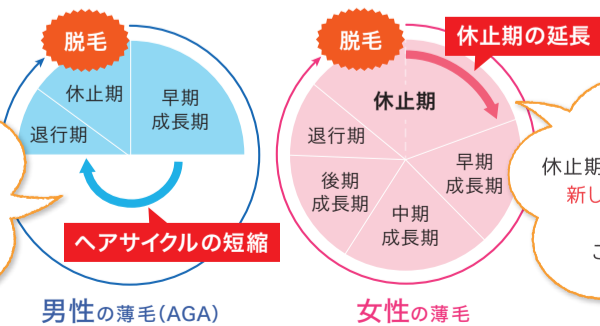 脱毛
休止期
早期
成長期
退行期
ヘアサイクルの短縮
男性の薄毛(AGA)
脱毛
休止期の延長
休止期
退行期
早期
成長期
後期
成長期
中期
成長期
女性の薄毛
休止期
新し
こ